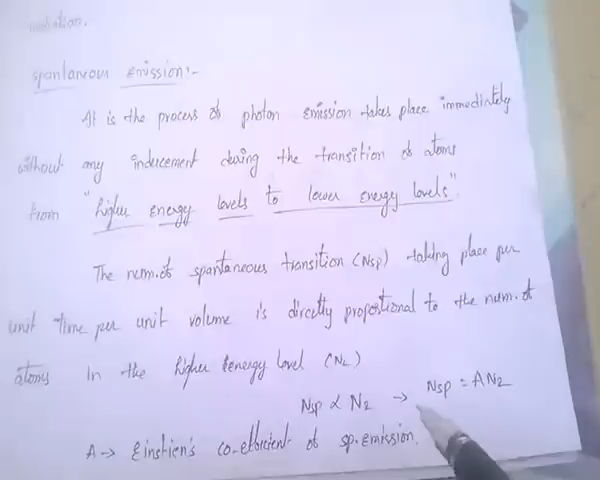 spontaneous emission:-
It is the process of photon emission takes place immediately
without any inducement during the transition of atoms
from "higher energy levels to lower energy levels".
The num.of spontaneous transition (Nsp) taking place per
unit time per unit volume is directly propotional to the num.of
atoms in the higher energy level (N2)
Nsp ∝ N2 → Nsp = AN2
A → Einstien's co-efficient of sp.emission.